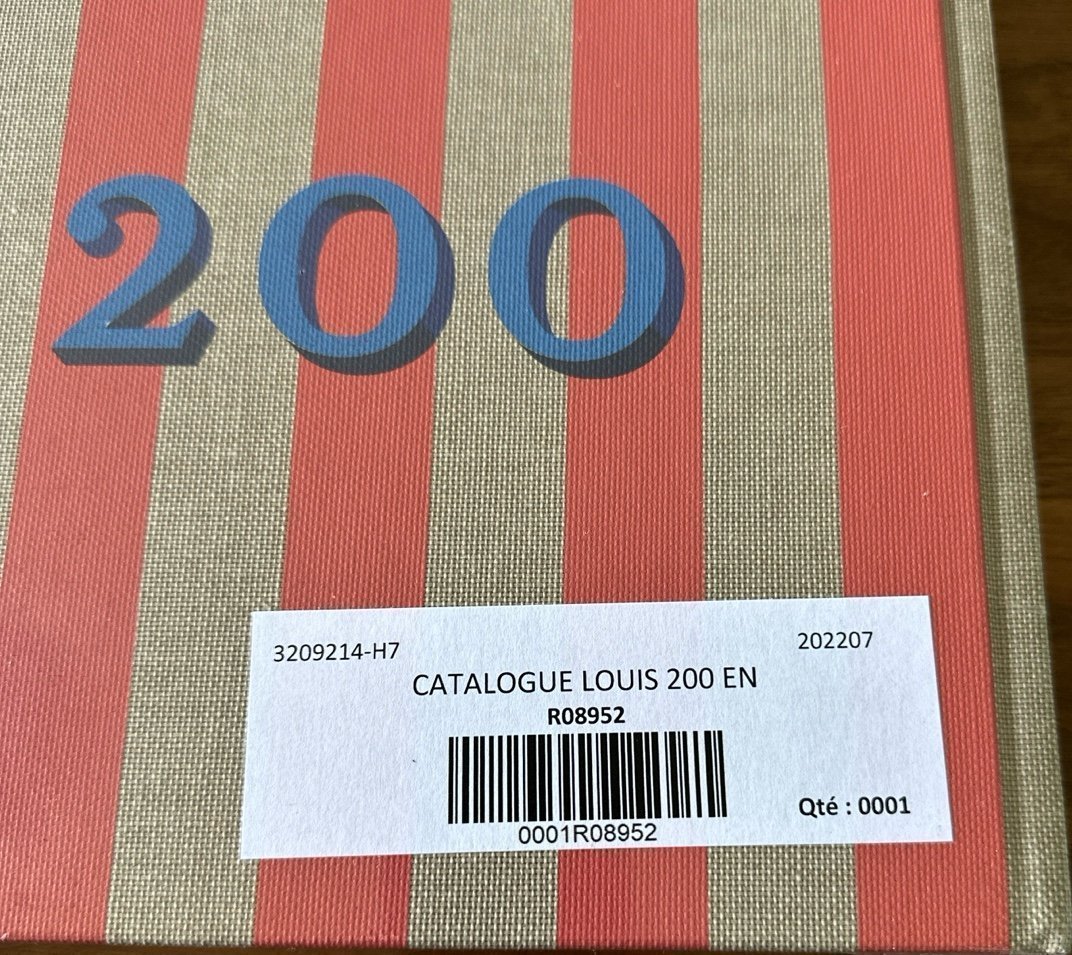 200
3209214-H7
202207
CATALOGUE LOUIS 200 EN
R08952
Qté : 0001
0001R08952